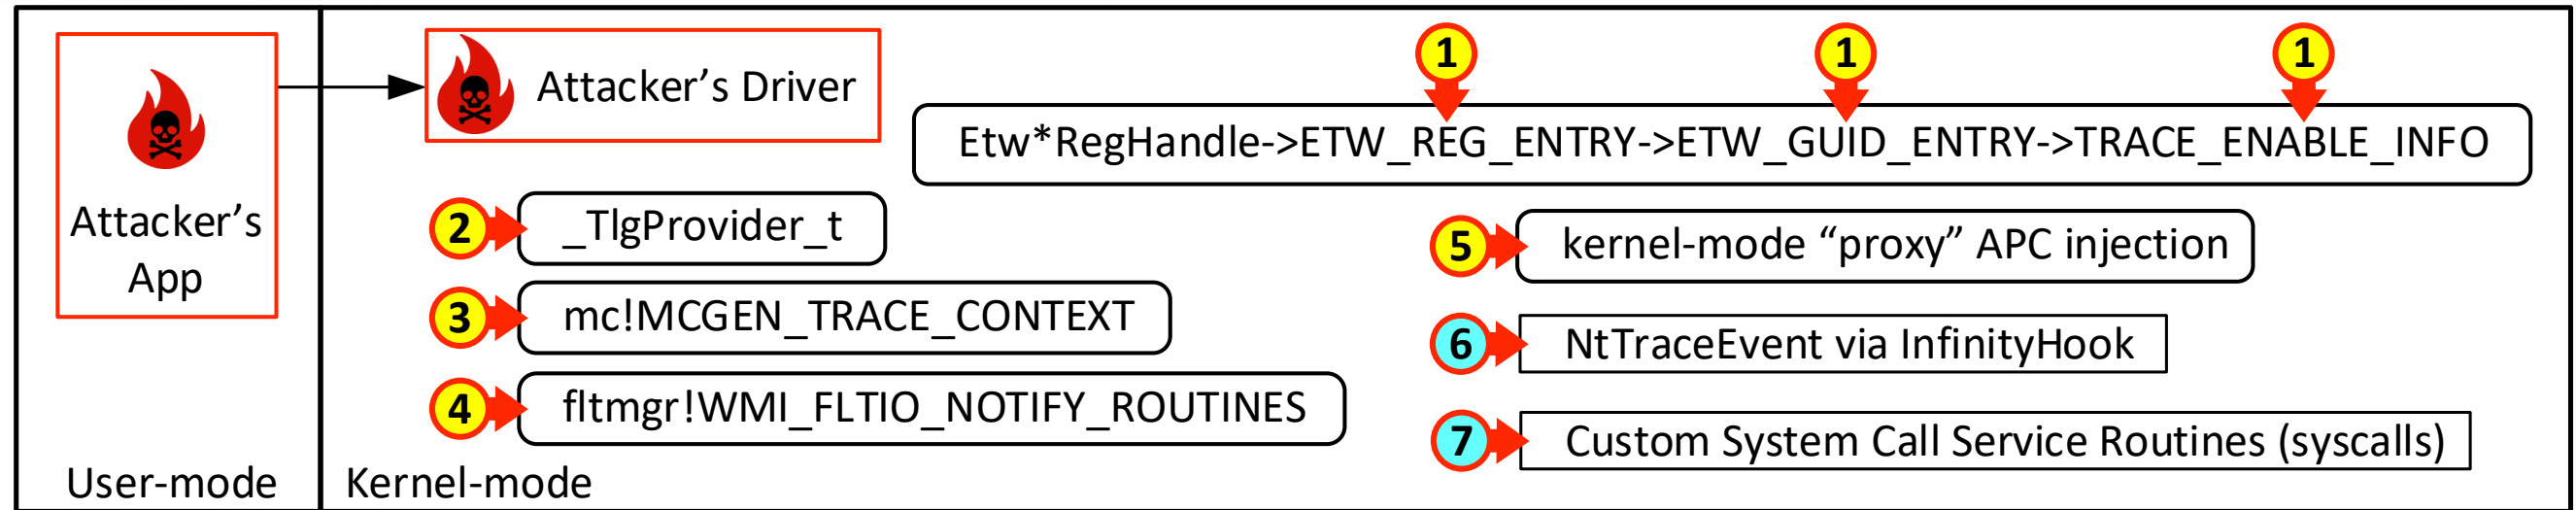 Attacker’s
App
User-mode
Attacker’s Driver
1
1
1
Etw*RegHandle->ETW_REG_ENTRY->ETW_GUID_ENTRY->TRACE_ENABLE_INFO
2
_TlgProvider_t
3
mc!MCGEN_TRACE_CONTEXT
4
fltmgr!WMI_FLTIO_NOTIFY_ROUTINES
5
kernel-mode “proxy” APC injection
6
NtTraceEvent via InfinityHook
7
Custom System Call Service Routines (syscalls)
Kernel-mode